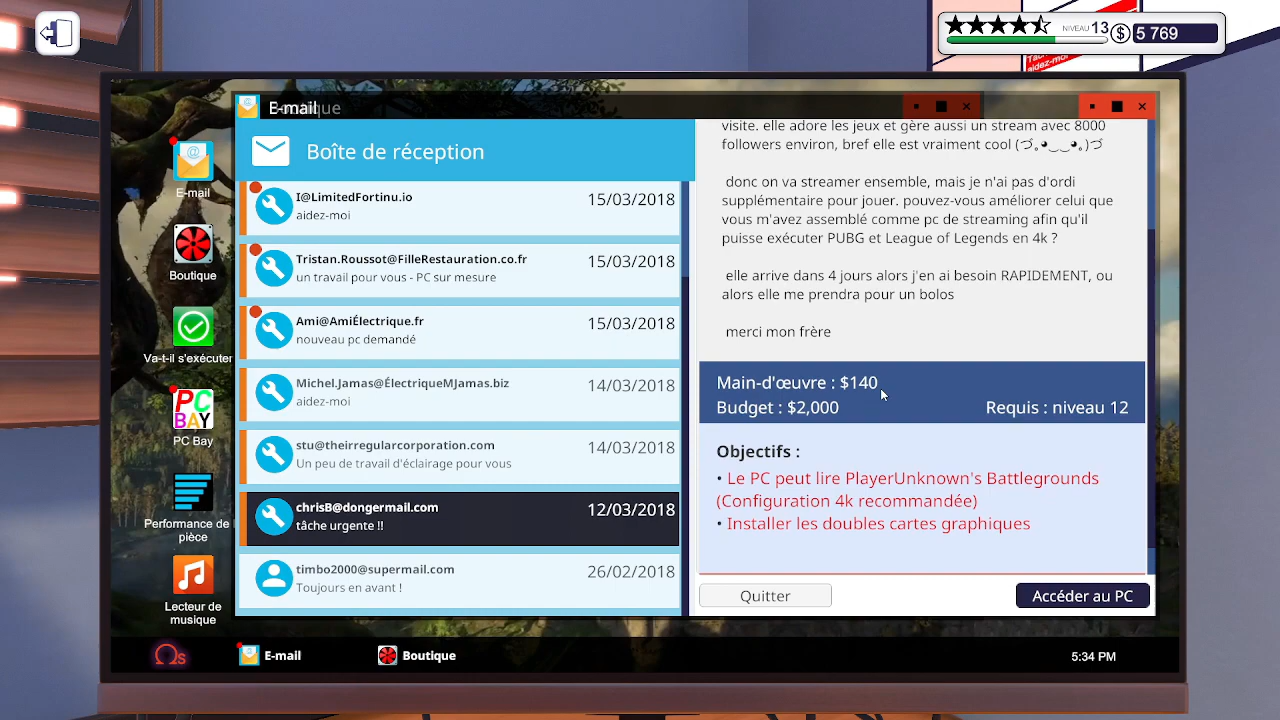 NIVEAU 13
$ 5 769
aidez-moi
E-mail
Boîte de réception
E-mail
Boutique
Va-t-il s'exécuter
PC BAY
PC Bay
Performance de
pièce
Lecteur de
musique
I@LimitedFortinu.io
15/03/2018
aidez-moi
Tristan.Roussot@FilleRestauration.co.fr
15/03/2018
un travail pour vous - PC sur mesure
Ami@AmiÉlectrique.fr
15/03/2018
nouveau pc demandé
Michel.Jamas@ÉlectriqueMJamas.biz
14/03/2018
aidez-moi
stu@theirregularcorporation.com
14/03/2018
Un peu de travail d'éclairage pour vous
chrisB@dongermail.com
12/03/2018
tâche urgente !!
timbo2000@supermail.com
26/02/2018
Toujours en avant !
visite. elle adore les jeux et gère aussi un stream avec 8000
followers environ, bref elle est vraiment cool (づ｡◕‿‿◕｡)づ
donc on va streamer ensemble, mais je n'ai pas d'ordi
supplémentaire pour jouer. pouvez-vous améliorer celui que
vous m'avez assemblé comme pc de streaming afin qu'il
puisse exécuter PUBG et League of Legends en 4k ?
elle arrive dans 4 jours alors j'en ai besoin RAPIDEMENT, ou
alors elle me prendra pour un bolos
merci mon frère
Main-d'œuvre : $140
Budget : $2,000
Requis : niveau 12
Objectifs :
• Le PC peut lire PlayerUnknown's Battlegrounds
(Configuration 4k recommandée)
• Installer les doubles cartes graphiques
Quitter
Accéder au PC
Ωs
E-mail
Boutique
5:34 PM